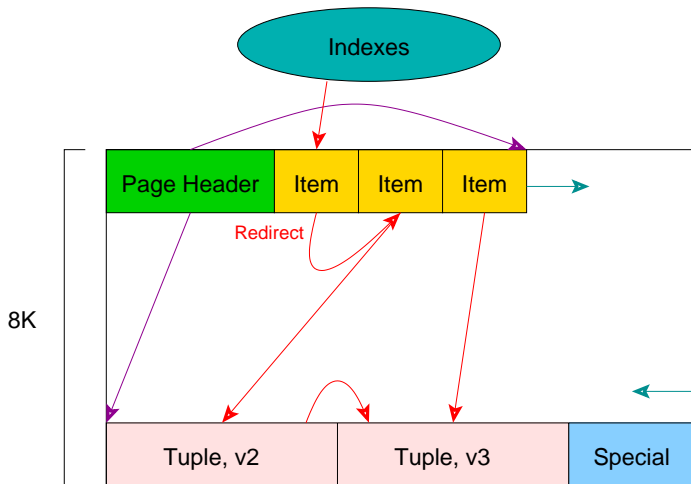 Indexes
Page Header
Item
Item
Item
Redirect
8K
Tuple, v2
Tuple, v3
Special